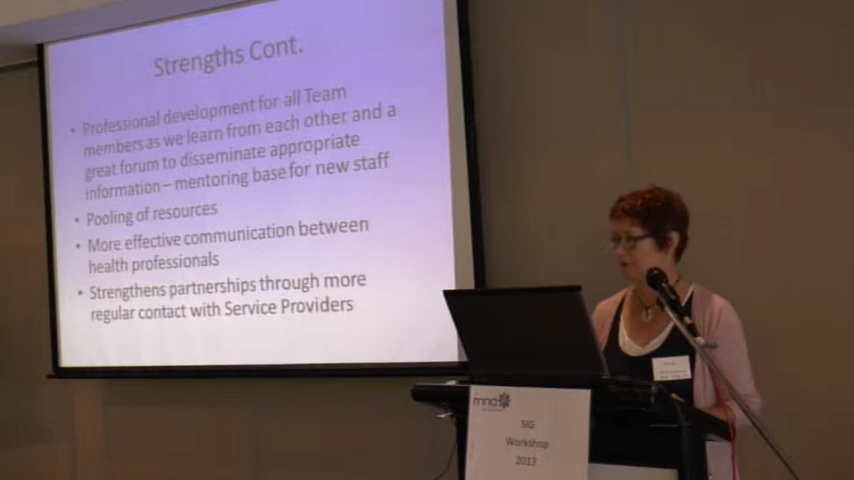 Strengths Cont.
• Professional development for all Team
members as we learn from each other and a
great forum to disseminate appropriate
information – mentoring base for new staff
• Pooling of resources
• More effective communication between
health professionals
• Strengthens partnerships through more
regular contact with Service Providers
mnd
SIG
Workshop
2013